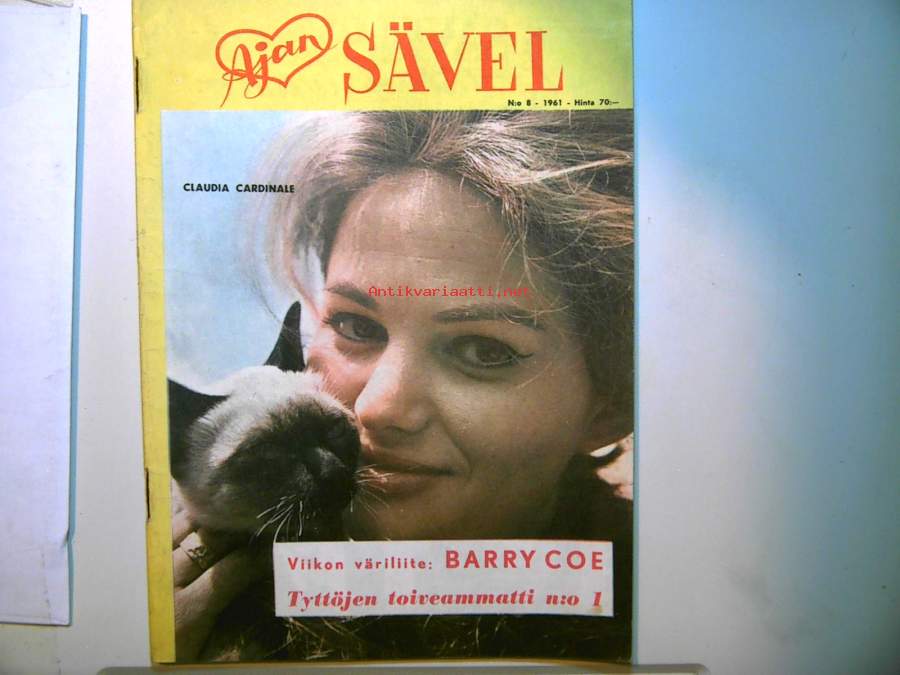 Ajan SÄVEL
N:o 8 - 1961 - Hinta 70:—
CLAUDIA CARDINALE
Antikvariaatti.net
Viikon väriliite: BARRY COE
Tyttöjen toiveammatti n:o 1